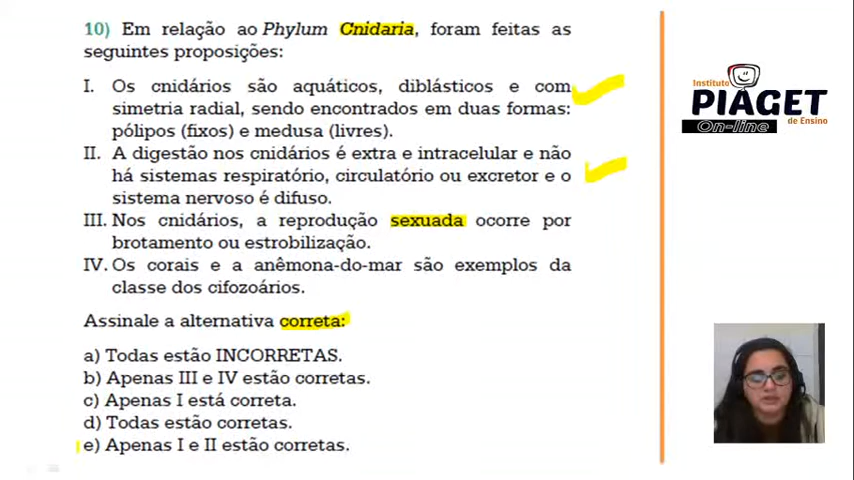 10) Em relação ao Phylum Cnidaria, foram feitas as
seguintes proposições:
I. Os cnidários são aquáticos, diblásticos e com
simetria radial, sendo encontrados em duas formas:
pólipos (fixos) e medusa (livres).
II. A digestão nos cnidários é extra e intracelular e não
há sistemas respiratório, circulatório ou excretor e o
sistema nervoso é difuso.
III. Nos cnidários, a reprodução sexuada ocorre por
brotamento ou estrobilização.
IV. Os corais e a anêmona-do-mar são exemplos da
classe dos cifozoários.
Assinale a alternativa correta:
a) Todas estão INCORRETAS.
b) Apenas III e IV estão corretas.
c) Apenas I está correta.
d) Todas estão corretas.
e) Apenas I e II estão corretas.
Instituto
PIAGET
On-line de Ensino